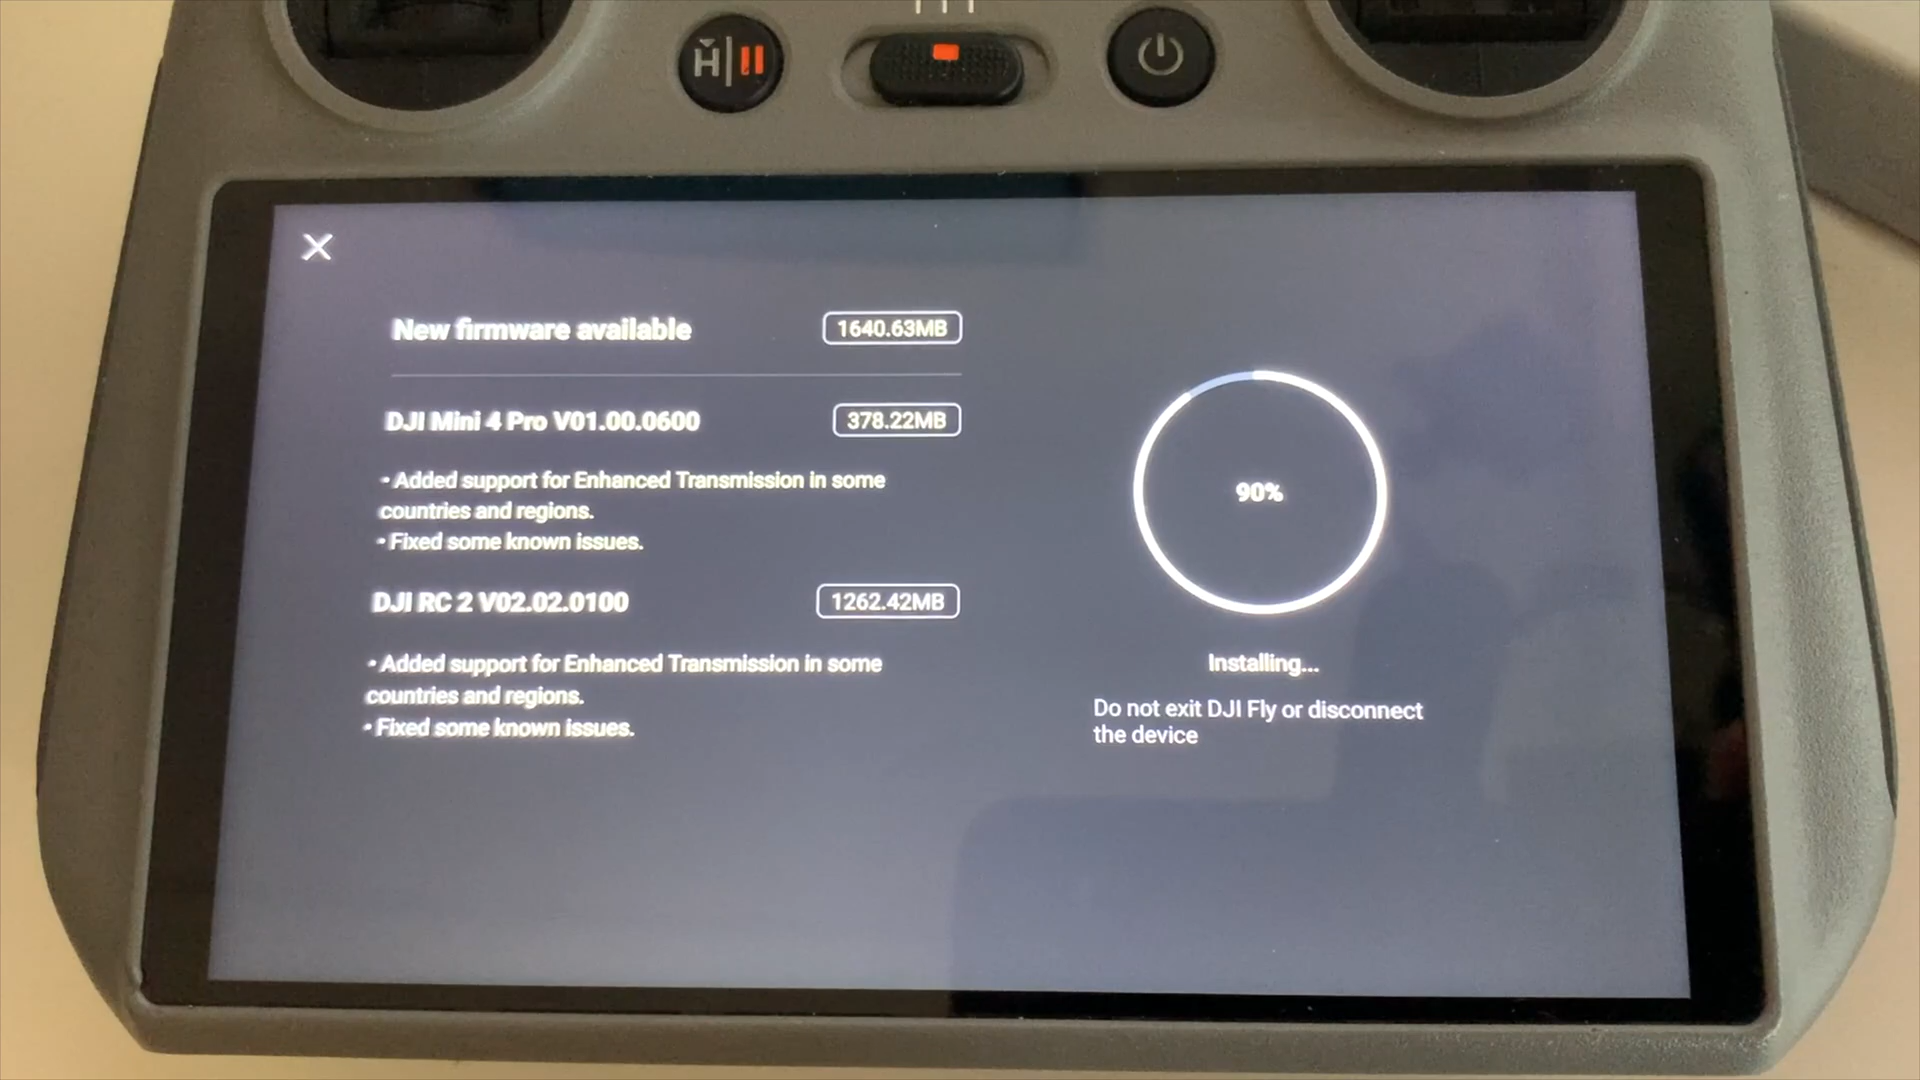 H
New firmware available 1640.63MB
DJI Mini 4 Pro V01.00.0600 378.22MB
• Added support for Enhanced Transmission in some
countries and regions.
• Fixed some known issues.
DJI RC 2 V02.02.0100 1262.42MB
• Added support for Enhanced Transmission in some
countries and regions.
• Fixed some known issues.
90%
Installing...
Do not exit DJI Fly or disconnect
the device